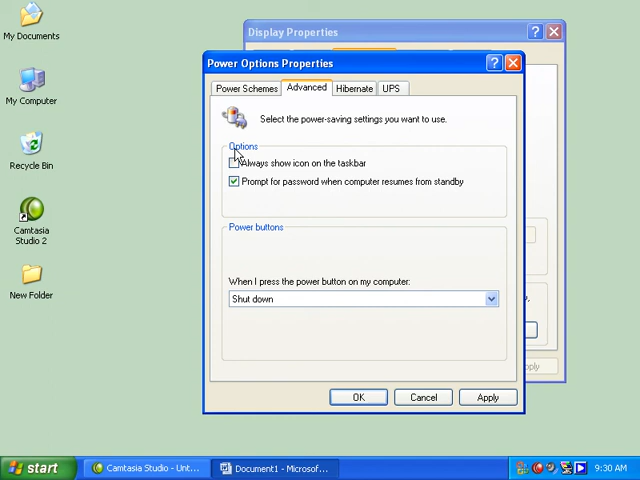 My Documents
My Computer
Recycle Bin
Camtasia
Studio 2
New Folder
Display Properties
Power Options Properties
Power Schemes
Advanced
Hibernate
UPS
Select the power-saving settings you want to use.
Options
Always show icon on the taskbar
Prompt for password when computer resumes from standby
Power buttons
When I press the power button on my computer:
Shut down
OK
Cancel
Apply
start
Camtasia Studio - Unt...
Document1 - Microsof...
9:30 AM